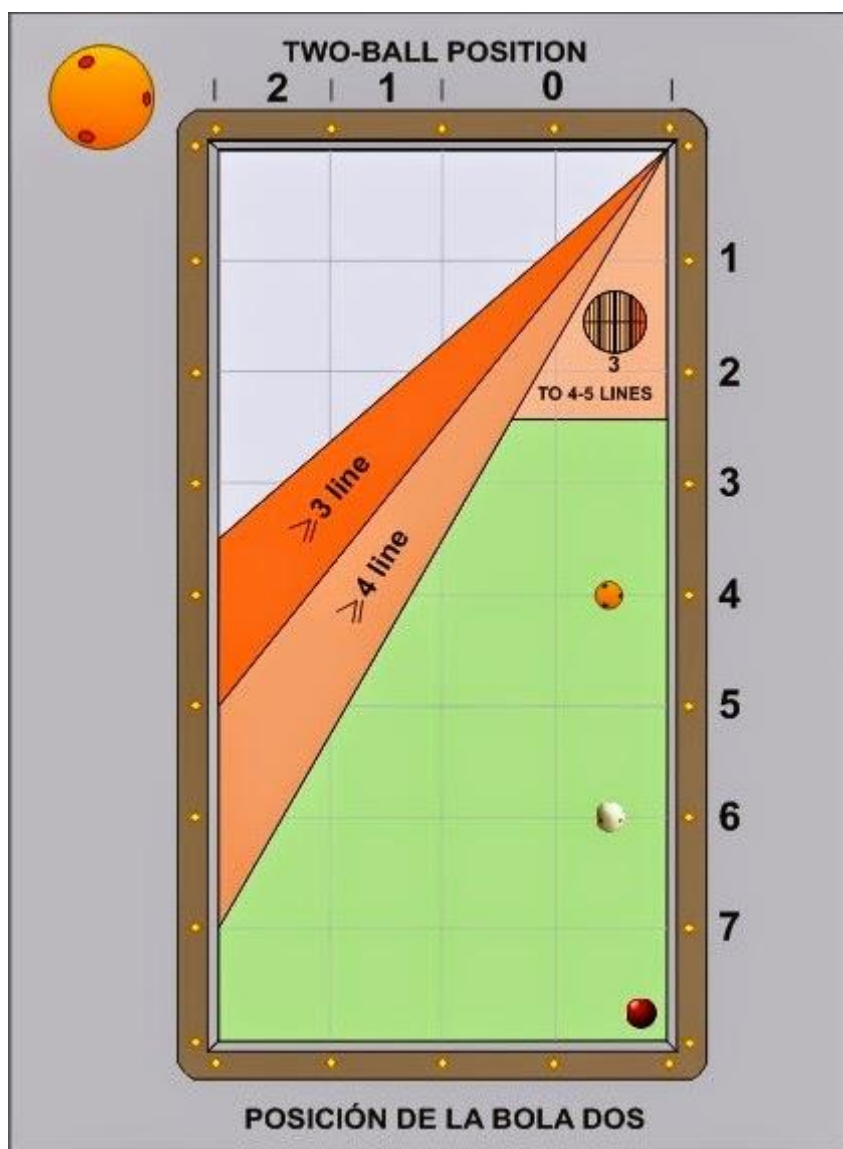 TWO-BALL POSITION
| 2 | 1 | 0 |
1
3
2
TO 4-5 LINES
3
⩾3 line
⩾4 line
4
5
6
7
POSICIÓN DE LA BOLA DOS